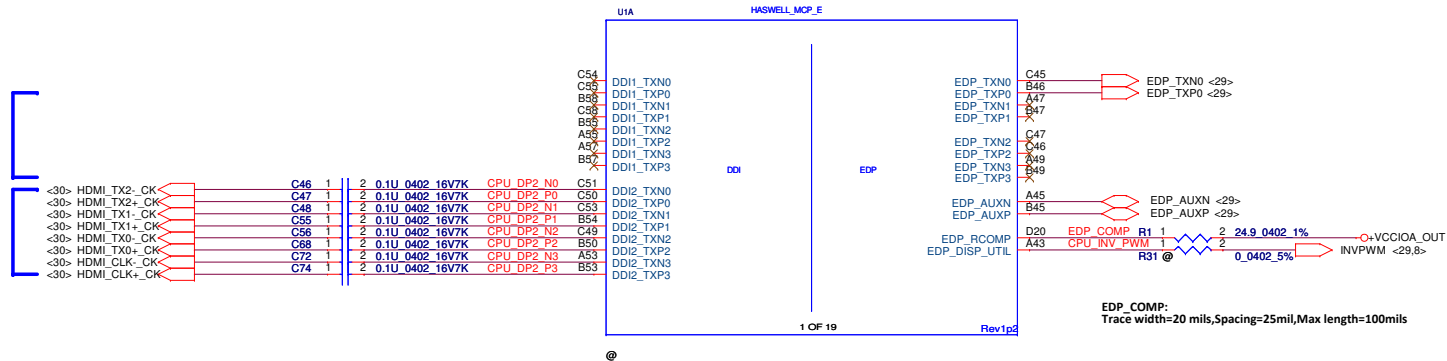 U1A HASWELL_MCP_E
C54 DDI1_TXN0 EDP_TXN0 C45 EDP_TXN0 <29>
C55 DDI1_TXP0 EDP_TXP0 B46 EDP_TXP0 <29>
B58 DDI1_TXN1 EDP_TXN1 A47
C58 DDI1_TXP1 EDP_TXP1 B47
B55 DDI1_TXN2
A55 DDI1_TXP2 EDP_TXN2 C47
A57 DDI1_TXN3 EDP_TXP2 C46
B57 DDI1_TXP3 EDP_TXN3 A49
EDP_TXP3 B49
DDI EDP
<30> HDMI_TX2-_CK C46 1 2 0.1U_0402_16V7K CPU_DP2_N0 C51 DDI2_TXN0
<30> HDMI_TX2+_CK C47 1 2 0.1U_0402_16V7K CPU_DP2_P0 C50 DDI2_TXP0 EDP_AUXN A45 EDP_AUXN <29>
<30> HDMI_TX1-_CK C48 1 2 0.1U_0402_16V7K CPU_DP2_N1 C53 DDI2_TXN1 EDP_AUXP B45 EDP_AUXP <29>
<30> HDMI_TX1+_CK C55 1 2 0.1U_0402_16V7K CPU_DP2_P1 B54 DDI2_TXP1
<30> HDMI_TX0-_CK C56 1 2 0.1U_0402_16V7K CPU_DP2_N2 C49 DDI2_TXN2 EDP_RCOMP D20 EDP_COMP R1 1 2 24.9_0402_1% +VCCIOA_OUT
<30> HDMI_TX0+_CK C68 1 2 0.1U_0402_16V7K CPU_DP2_P2 B50 DDI2_TXP2 EDP_DISP_UTIL A43 CPU_INV_PWM 1 2 INVPWM <29,8>
<30> HDMI_CLK-_CK C72 1 2 0.1U_0402_16V7K CPU_DP2_N3 A53 DDI2_TXN3 R31 @ 0_0402_5%
<30> HDMI_CLK+_CK C74 1 2 0.1U_0402_16V7K CPU_DP2_P3 B53 DDI2_TXP3
EDP_COMP:
Trace width=20 mils,Spacing=25mil,Max length=100mils
1 OF 19 Rev1p2
@